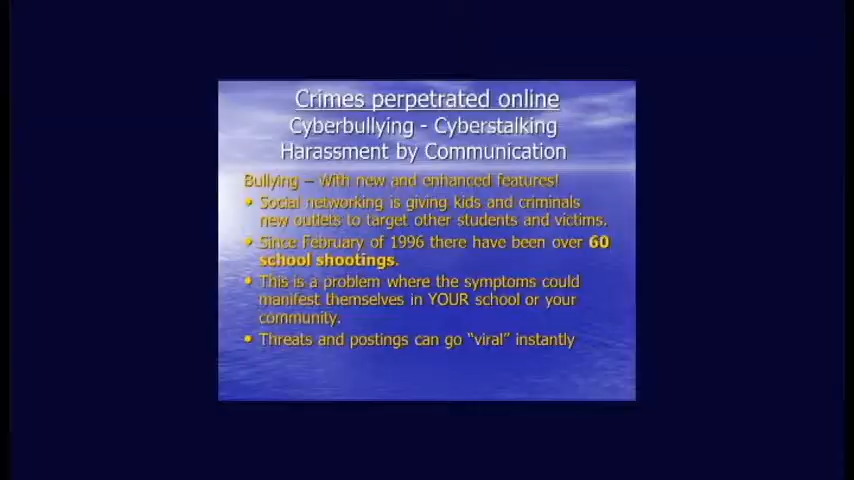 Crimes perpetrated online
Cyberbullying - Cyberstalking
Harassment by Communication
Bullying – With new and enhanced features!
• Social networking is giving kids and criminals
new outlets to target other students and victims.
• Since February of 1996 there have been over 60
school shootings.
• This is a problem where the symptoms could
manifest themselves in YOUR school or your
community.
• Threats and postings can go “viral” instantly